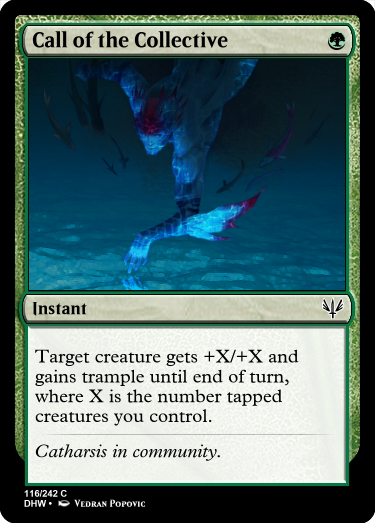 Call of the Collective
Instant
Target creature gets +X/+X and
gains trample until end of turn,
where X is the number tapped
creatures you control.
Catharsis in community.
116/242 C
DHW • Vedran Popovic